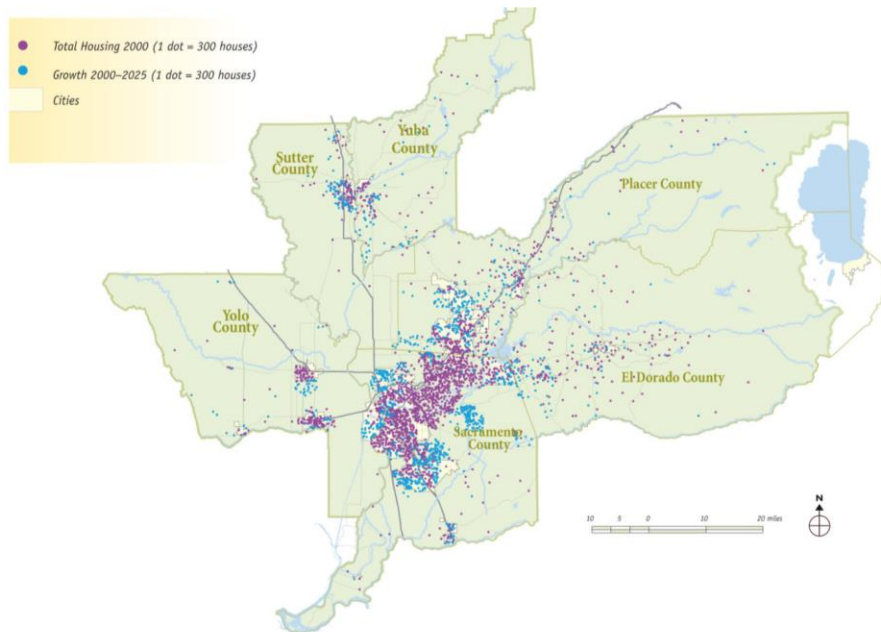 Total Housing 2000 (1 dot = 300 houses)
Growth 2000–2025 (1 dot = 300 houses)
Cities
Yuba
County
Sutter
County
Placer County
Yolo
County
El Dorado County
Sacramento
County
N
10 5 0 10 20 miles